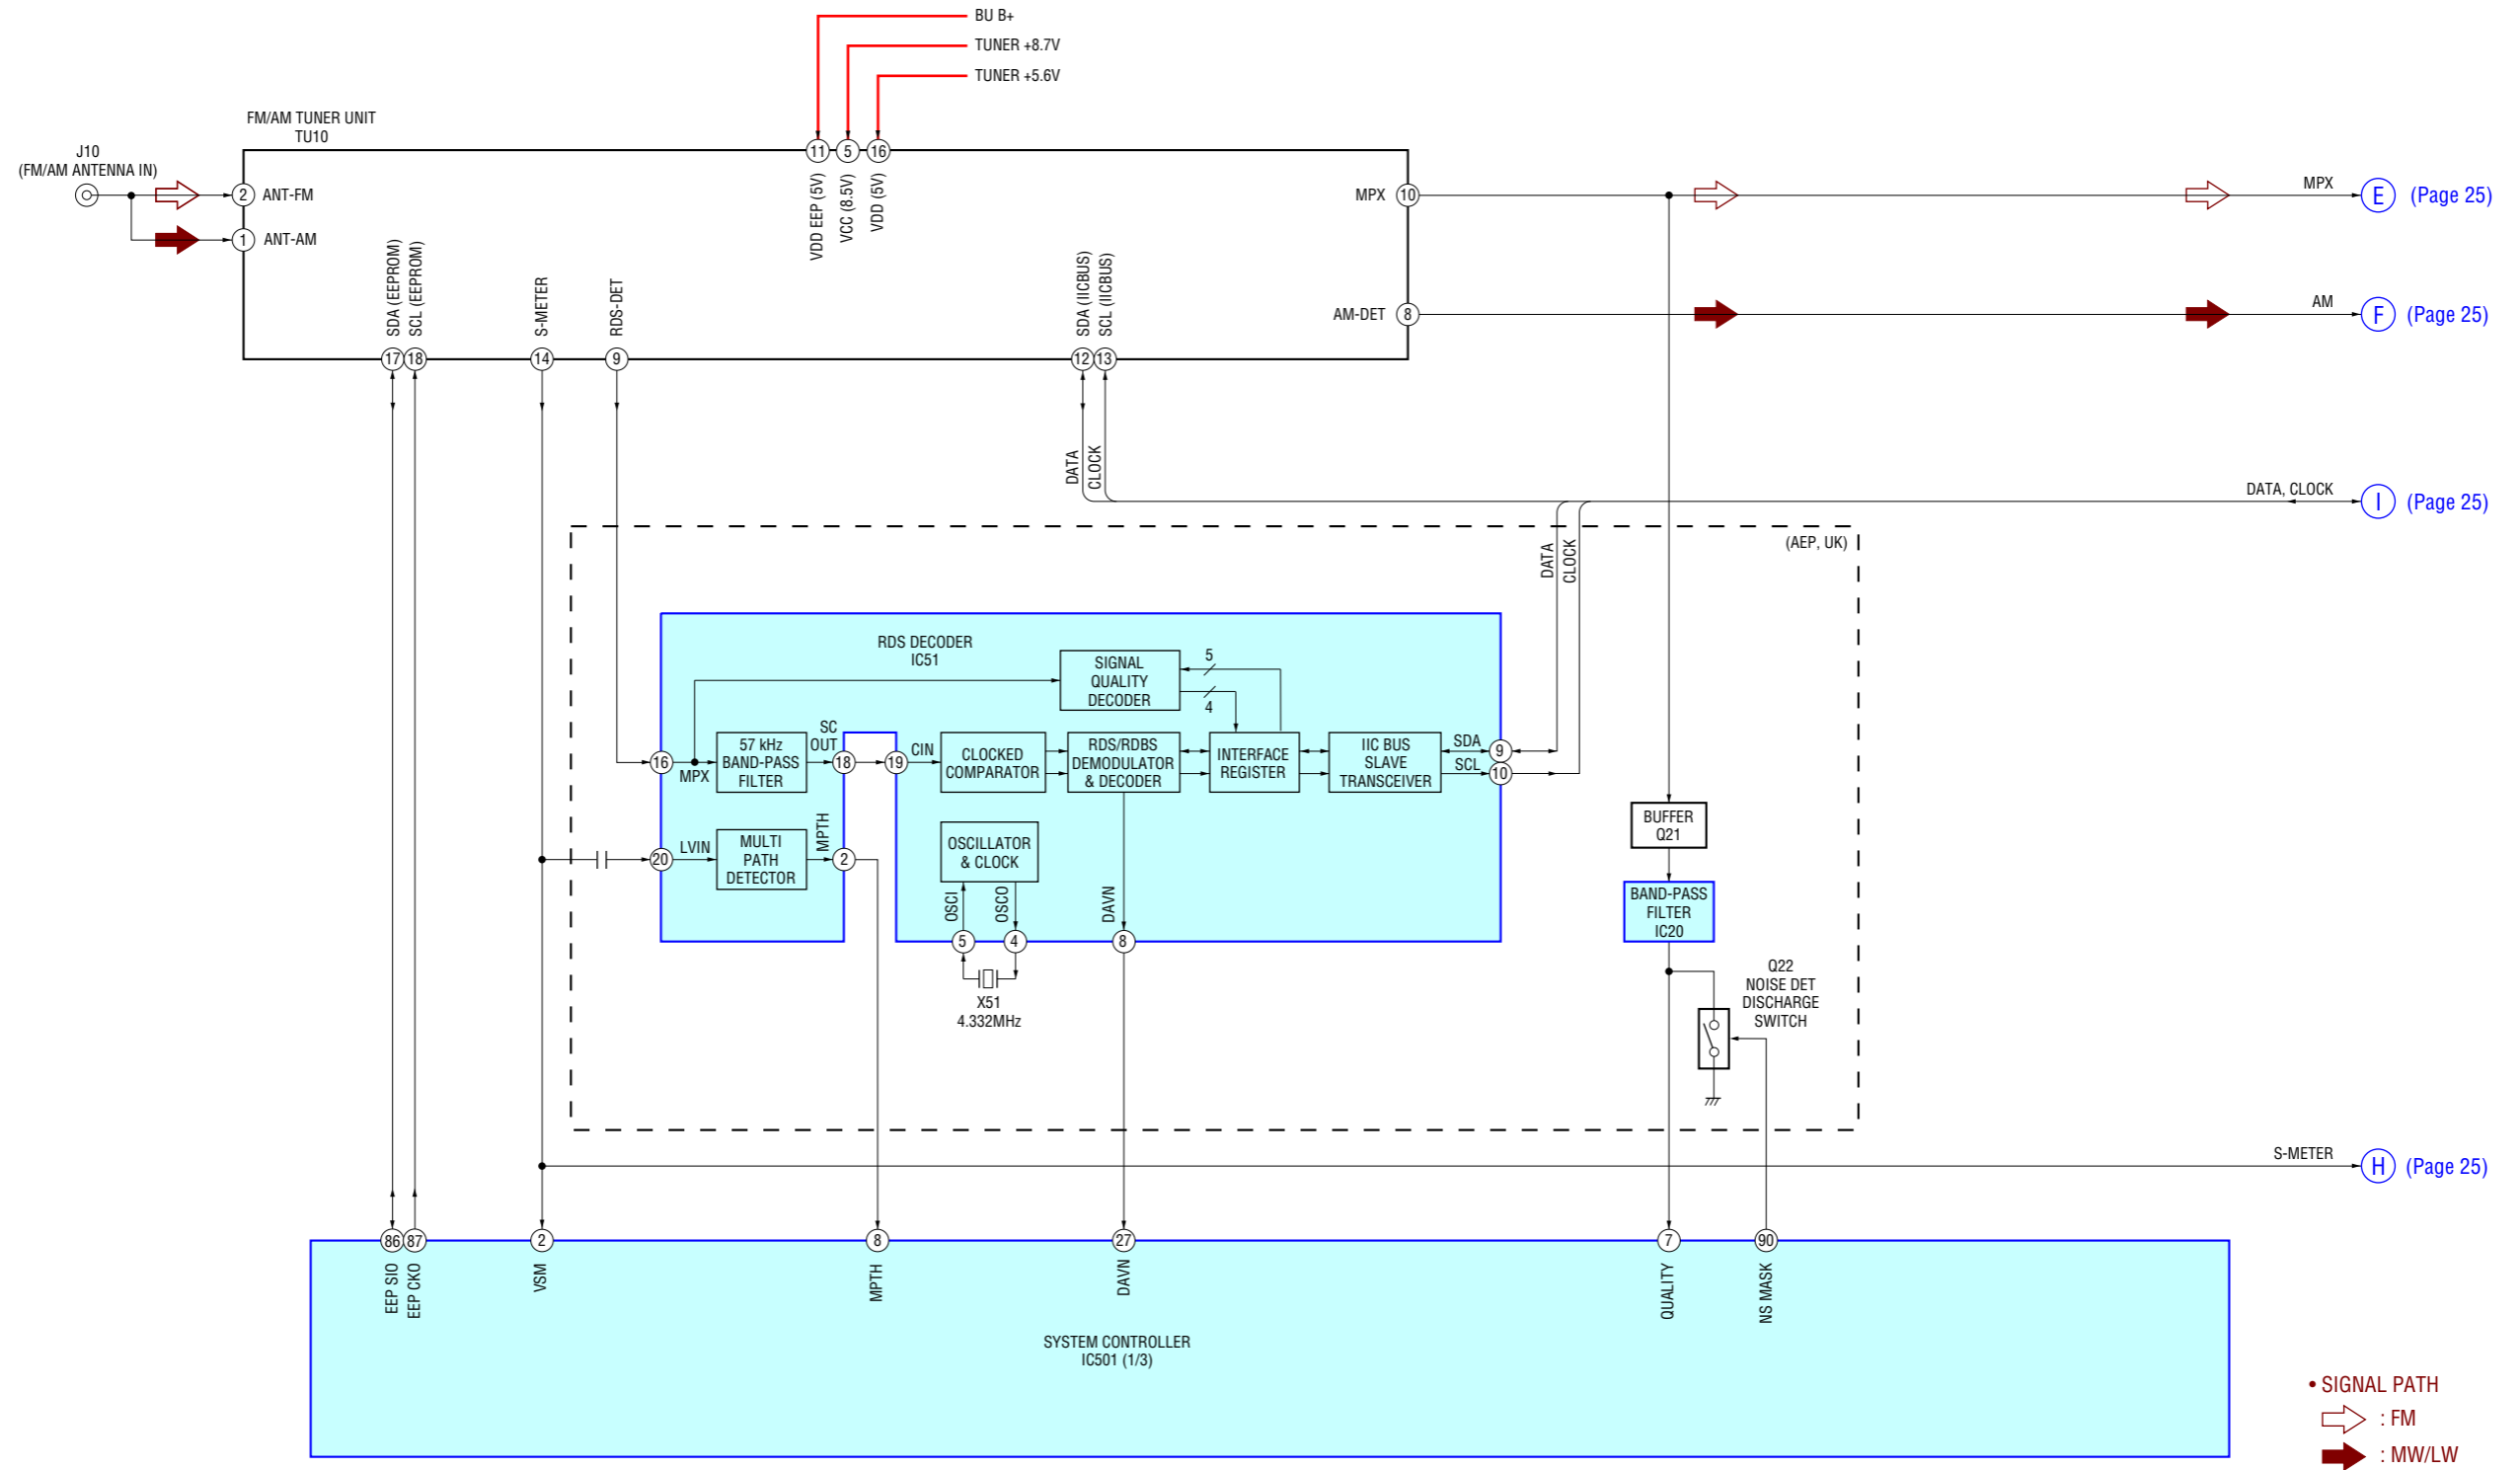 BU B+
TUNER +8.7V
TUNER +5.6V
FM/AM TUNER UNIT
TU10
J10
(FM/AM ANTENNA IN)
11
5
16
2
ANT-FM
1
ANT-AM
VDD EEP (5V)
VCC (8.5V)
VDD (5V)
MPX
10
MPX
E
(Page 25)
SDA (EEPROM)
SCL (EEPROM)
S-METER
RDS-DET
SDA (IICBUS)
SCL (IICBUS)
AM-DET
8
AM
F
(Page 25)
17
18
14
9
12
13
DATA
CLOCK
DATA, CLOCK
I
(Page 25)
(AEP, UK)
DATA
CLOCK
RDS DECODER
IC51
SIGNAL
QUALITY
DECODER
5
4
16
MPX
57 kHz
BAND-PASS
FILTER
SC
OUT
18
19
CIN
CLOCKED
COMPARATOR
RDS/RDBS
DEMODULATOR
& DECODER
INTERFACE
REGISTER
IIC BUS
SLAVE
TRANSCEIVER
SDA
SCL
9
10
20
LVIN
MULTI
PATH
DETECTOR
MPTH
2
OSCILLATOR
& CLOCK
OSCI
OSCO
DAVN
5
4
8
X51
4.332MHz
BUFFER
Q21
BAND-PASS
FILTER
IC20
Q22
NOISE DET
DISCHARGE
SWITCH
S-METER
H
(Page 25)
86
87
2
8
27
7
90
EEP SIO
EEP CKO
VSM
MPTH
DAVN
QUALITY
NS MASK
SYSTEM CONTROLLER
IC501 (1/3)
• SIGNAL PATH
: FM
: MW/LW